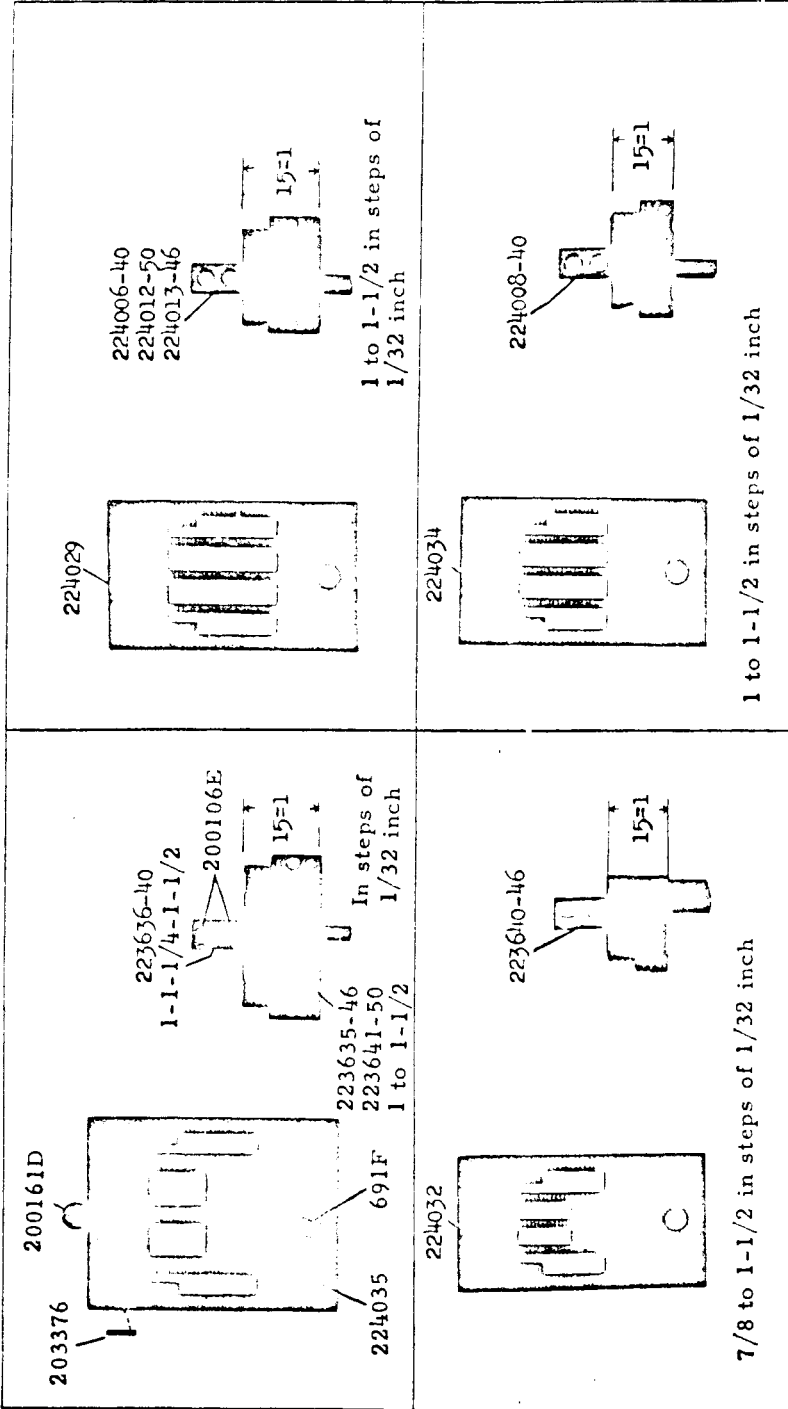 203376
200161D
224035
691F
223635-46
223641-50
1 to 1-1/2
223636-40
1-1-1/4-1-1/2
200106E
15=1
In steps of
1/32 inch
224029
224006-40
224012-50
224013-46
15=1
1 to 1-1/2 in steps of
1/32 inch
224032
223640-46
15=1
7/8 to 1-1/2 in steps of 1/32 inch
224034
224008-40
15=1
1 to 1-1/2 in steps of 1/32 inch